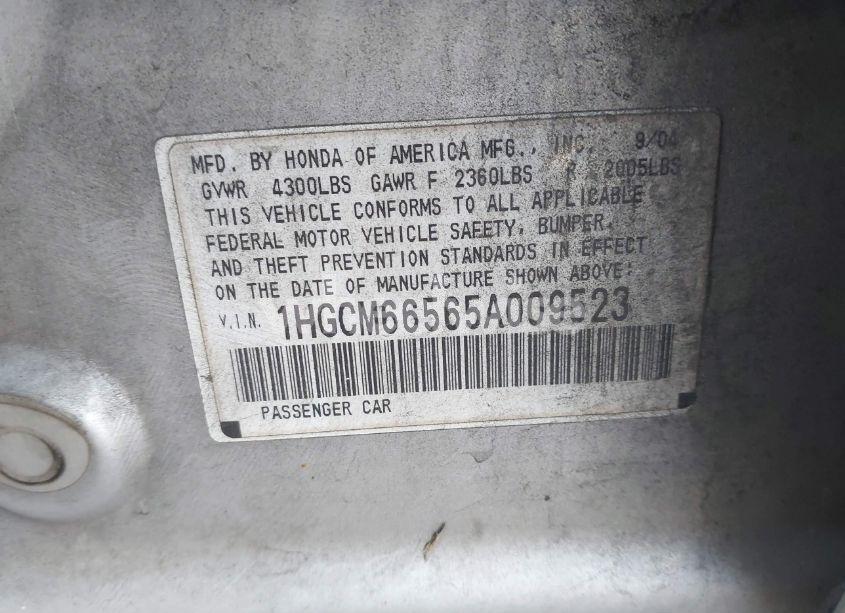 MFD. BY HONDA OF AMERICA MFG., INC. 9/04
GVWR 4300LBS GAWR F 2360LBS R 2005LBS
THIS VEHICLE CONFORMS TO ALL APPLICABLE
FEDERAL MOTOR VEHICLE SAFETY, BUMPER,
AND THEFT PREVENTION STANDARDS IN EFFECT
ON THE DATE OF MANUFACTURE SHOWN ABOVE:
V.I.N. 1HGCM66565A009523
PASSENGER CAR